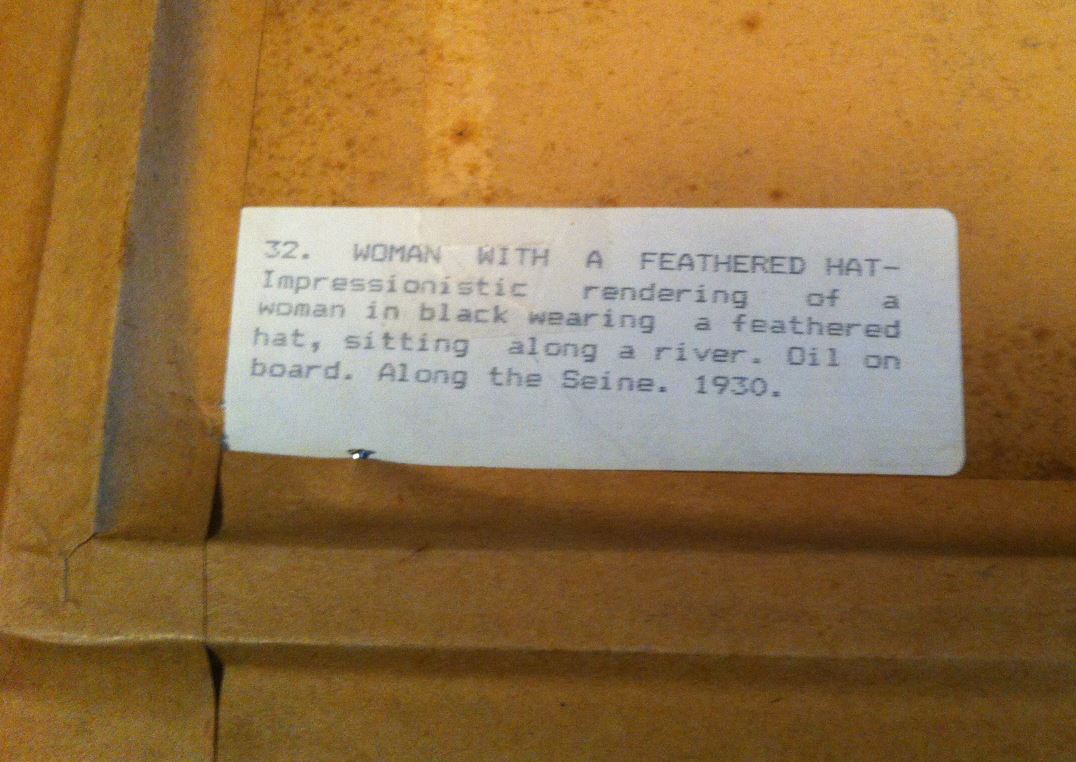 32. WOMAN WITH A FEATHERED HAT-
Impressionistic rendering of a
woman in black wearing a feathered
hat, sitting along a river. Oil on
board. Along the Seine. 1930.